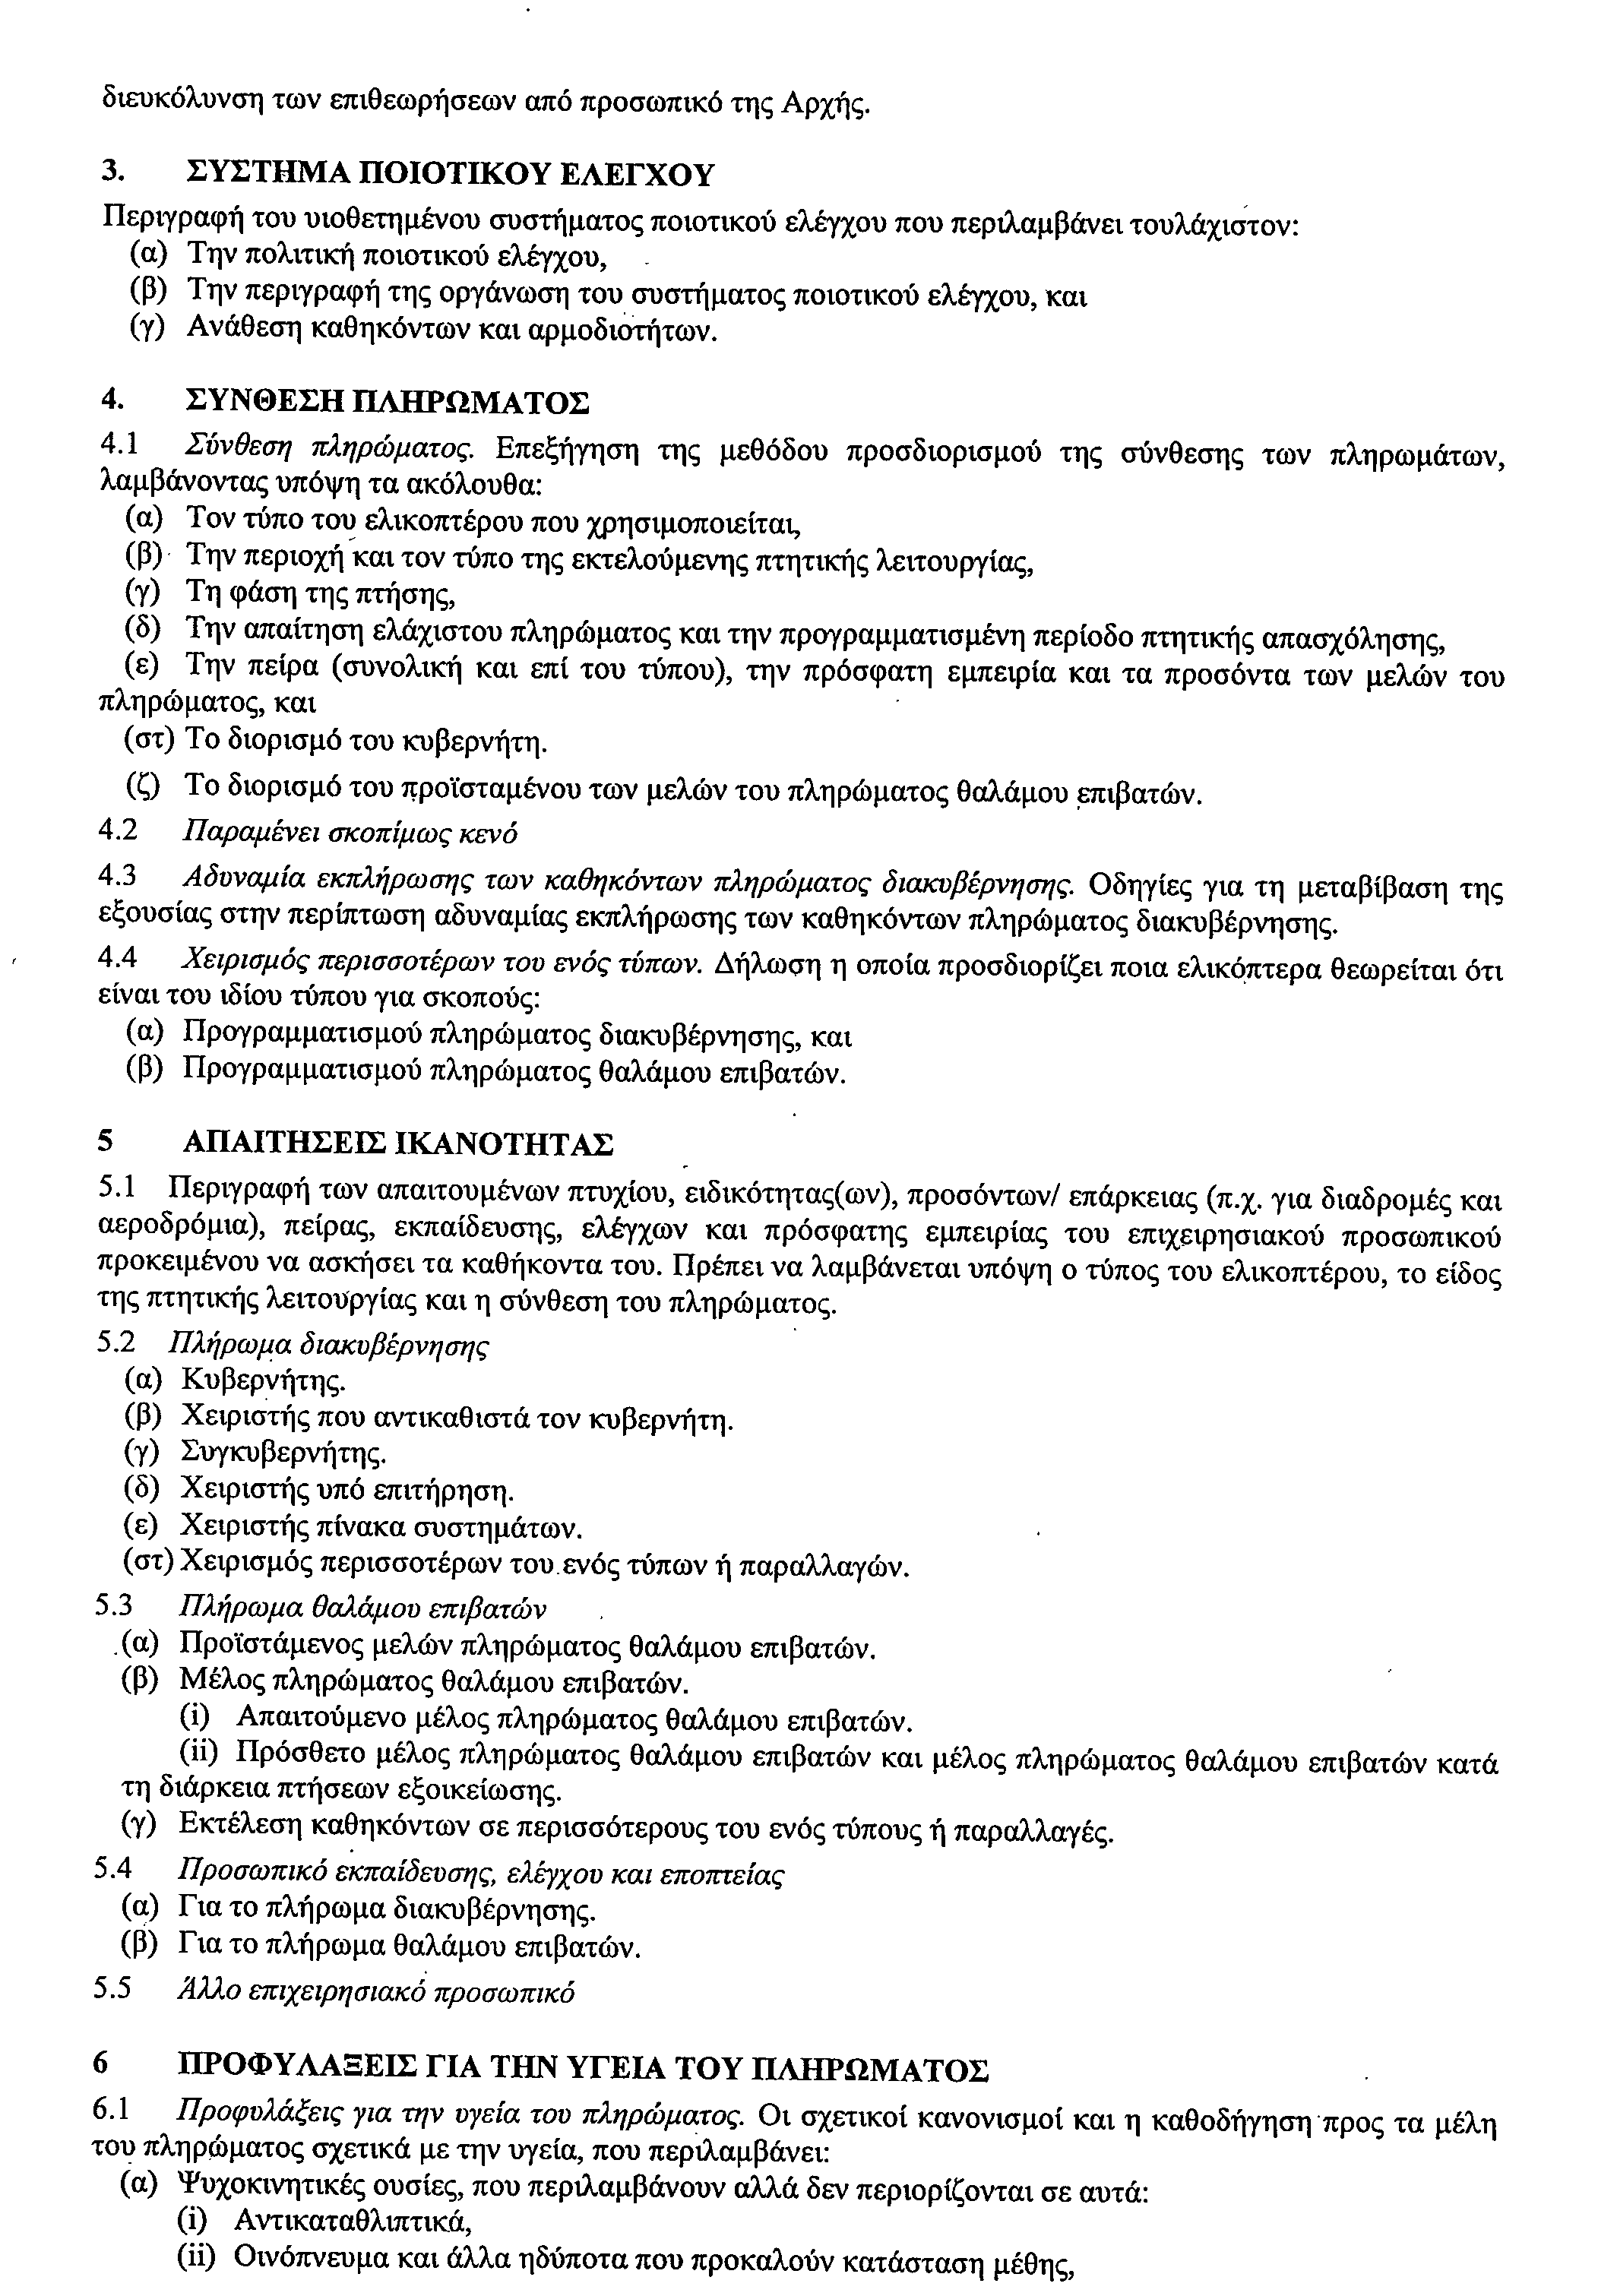 διευκόλυνση των επιθεωρήσεων από προσωπικό της Αρχής.
3. ΣΥΣΤΗΜΑ ΠΟΙΟΤΙΚΟΥ ΕΛΕΓΧΟΥ
Περιγραφή του υιοθετημένου συστήματος ποιοτικού ελέγχου που περιλαμβάνει τουλάχιστον:
(α) Την πολιτική ποιοτικού ελέγχου,
(β) Την περιγραφή της οργάνωση του συστήματος ποιοτικού ελέγχου, και
(γ) Ανάθεση καθηκόντων και αρμοδιοτήτων.
4. ΣΥΝΘΕΣΗ ΠΛΗΡΩΜΑΤΟΣ
4.1 Σύνθεση πληρώματος. Επεξήγηση της μεθόδου προσδιορισμού της σύνθεσης των πληρωμάτων,
λαμβάνοντας υπόψη τα ακόλουθα:
(α) Τον τύπο του ελικοπτέρου που χρησιμοποιείται,
(β) Την περιοχή και τον τύπο της εκτελούμενης πτητικής λειτουργίας,
(γ) Τη φάση της πτήσης,
(δ) Την απαίτηση ελάχιστου πληρώματος και την προγραμματισμένη περίοδο πτητικής απασχόλησης,
(ε) Την πείρα (συνολική και επί του τύπου), την πρόσφατη εμπειρία και τα προσόντα των μελών του
πληρώματος, και
(στ) Το διορισμό του κυβερνήτη.
(ζ) Το διορισμό του προϊσταμένου των μελών του πληρώματος θαλάμου επιβατών.
4.2 Παραμένει σκοπίμως κενό
4.3 Αδυναμία εκπλήρωσης των καθηκόντων πληρώματος διακυβέρνησης. Οδηγίες για τη μεταβίβαση της
εξουσίας στην περίπτωση αδυναμίας εκπλήρωσης των καθηκόντων πληρώματος διακυβέρνησης.
4.4 Χειρισμός περισσοτέρων του ενός τύπων. Δήλωση η οποία προσδιορίζει ποια ελικόπτερα θεωρείται ότι
είναι του ιδίου τύπου για σκοπούς:
(α) Προγραμματισμού πληρώματος διακυβέρνησης, και
(β) Προγραμματισμού πληρώματος θαλάμου επιβατών.
5 ΑΠΑΙΤΗΣΕΙΣ ΙΚΑΝΟΤΗΤΑΣ
5.1 Περιγραφή των απαιτουμένων πτυχίου, ειδικότητας(ων), προσόντων/ επάρκειας (π.χ. για διαδρομές και
αεροδρόμια), πείρας, εκπαίδευσης, ελέγχων και πρόσφατης εμπειρίας του επιχειρησιακού προσωπικού
προκειμένου να ασκήσει τα καθήκοντα του. Πρέπει να λαμβάνεται υπόψη ο τύπος του ελικοπτέρου, το είδος
της πτητικής λειτουργίας και η σύνθεση του πληρώματος.
5.2 Πλήρωμα διακυβέρνησης
(α) Κυβερνήτης.
(β) Χειριστής που αντικαθιστά τον κυβερνήτη.
(γ) Συγκυβερνήτης.
(δ) Χειριστής υπό επιτήρηση.
(ε) Χειριστής πίνακα συστημάτων.
(στ) Χειρισμός περισσοτέρων του ενός τύπων ή παραλλαγών.
5.3 Πλήρωμα θαλάμου επιβατών
(α) Προϊστάμενος μελών πληρώματος θαλάμου επιβατών.
(β) Μέλος πληρώματος θαλάμου επιβατών.
(i) Απαιτούμενο μέλος πληρώματος θαλάμου επιβατών.
(ii) Πρόσθετο μέλος πληρώματος θαλάμου επιβατών και μέλος πληρώματος θαλάμου επιβατών κατά
τη διάρκεια πτήσεων εξοικείωσης.
(γ) Εκτέλεση καθηκόντων σε περισσότερους του ενός τύπους ή παραλλαγές.
5.4 Προσωπικό εκπαίδευσης, ελέγχου και εποπτείας
(α) Για το πλήρωμα διακυβέρνησης.
(β) Για το πλήρωμα θαλάμου επιβατών.
5.5 Άλλο επιχειρησιακό προσωπικό
6 ΠΡΟΦΥΛΑΞΕΙΣ ΓΙΑ ΤΗΝ ΥΓΕΙΑ ΤΟΥ ΠΛΗΡΩΜΑΤΟΣ
6.1 Προφυλάξεις για την υγεία του πληρώματος. Οι σχετικοί κανονισμοί και η καθοδήγηση προς τα μέλη
του πληρώματος σχετικά με την υγεία, που περιλαμβάνει:
(α) Ψυχοκινητικές ουσίες, που περιλαμβάνουν αλλά δεν περιορίζονται σε αυτά:
(i) Αντικαταθλιπτικά,
(ii) Οινόπνευμα και άλλα ηδύποτα που προκαλούν κατάσταση μέθης,